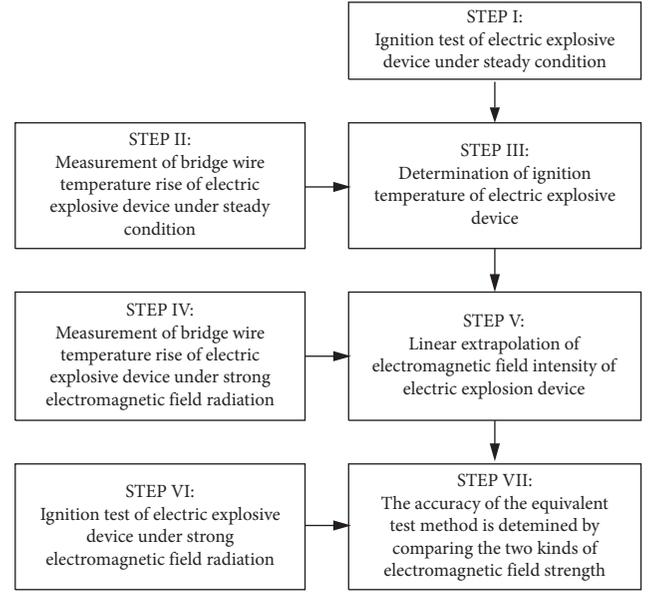 STEP I:
Ignition test of electric explosive
device under steady condition
STEP II:
Measurement of bridge wire
temperature rise of electric
explosive device under steady
condition
STEP III:
Determination of ignition
temperature of electric explosive
device
STEP IV:
Measurement of bridge wire
temperature rise of electric
explosive device under strong
electromagnetic field radiation
STEP V:
Linear extrapolation of
electromagnetic field intensity of
electric explosion device
STEP VI:
Ignition test of electric explosive
device under strong
electromagnetic field radiation
STEP VII:
The accuracy of the equivalent
test method is detemined by
comparing the two kinds of
electromagnetic field strength